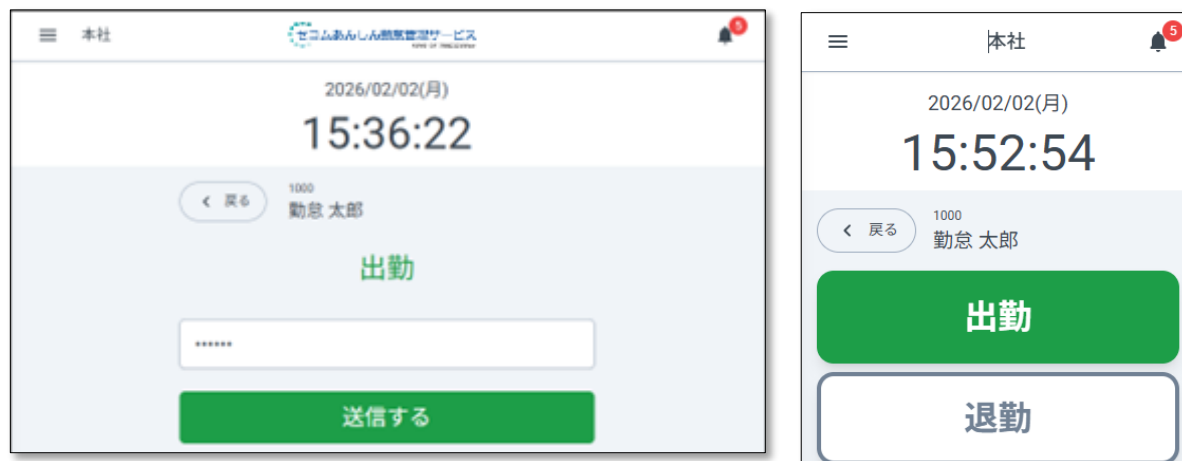 本社
セコムあんしん勤怠管理サービス
5
2026/02/02(月)
15:36:22
戻る
1000
勤怠 太郎
出勤
••••••
送信する
本社
5
2026/02/02(月)
15:52:54
戻る
1000
勤怠 太郎
出勤
退勤